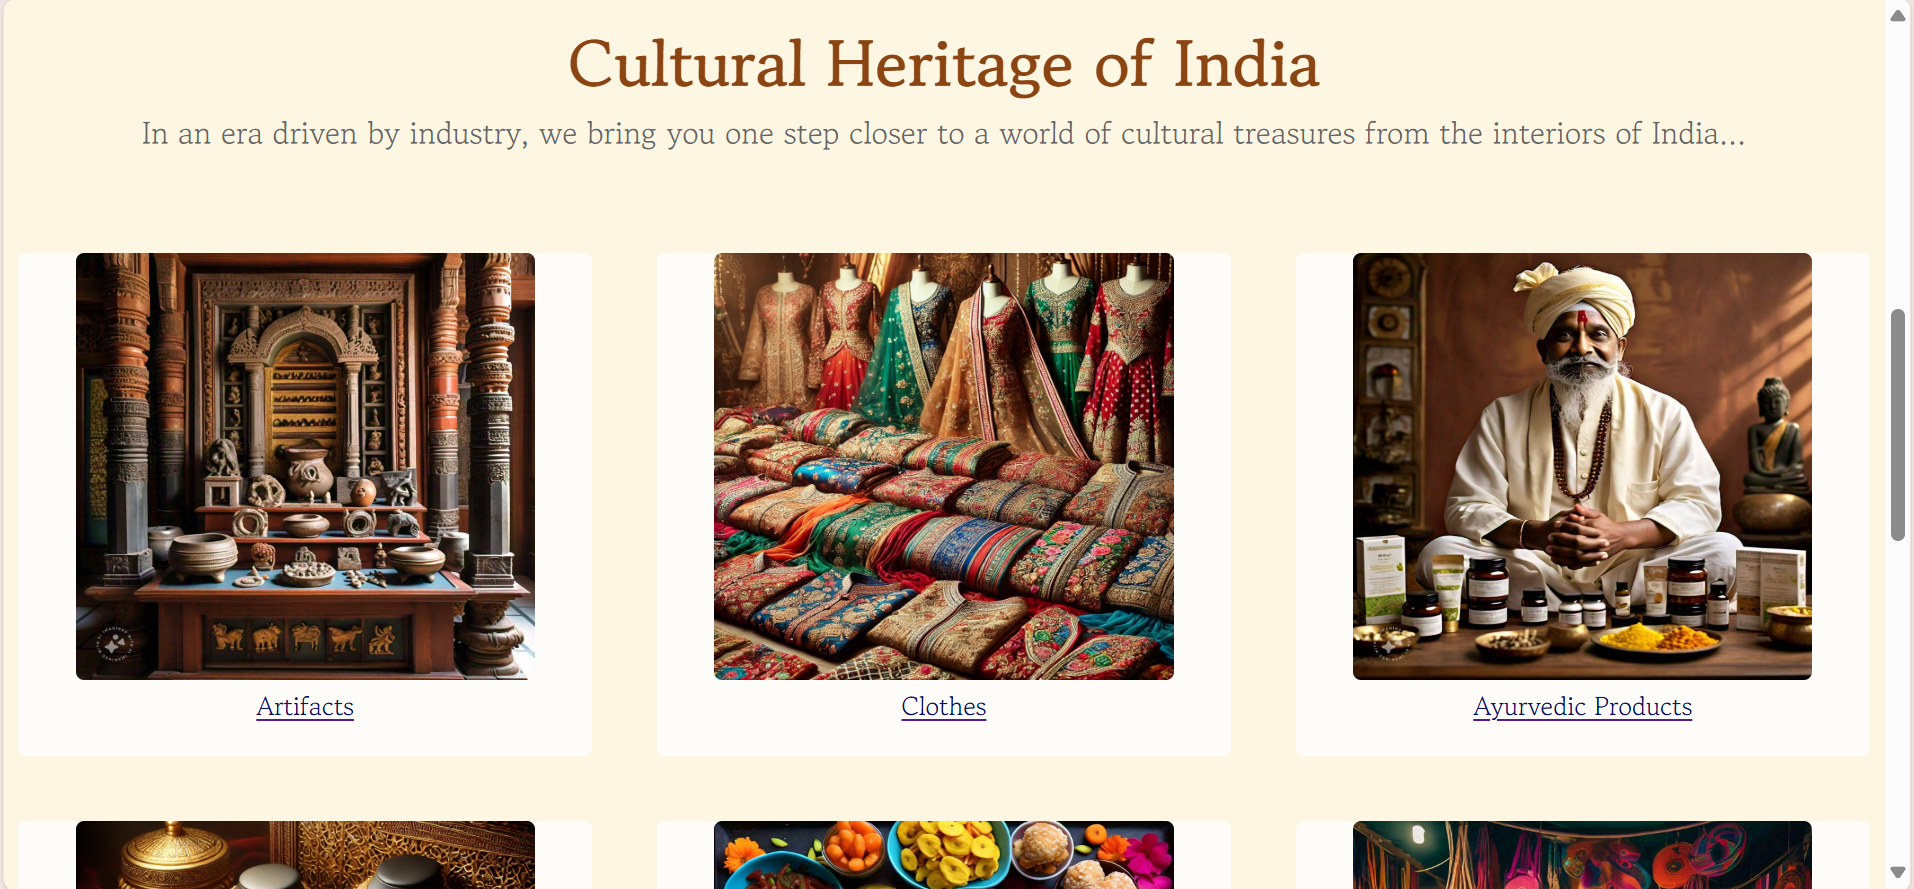 Cultural Heritage of India
In an era driven by industry, we bring you one step closer to a world of cultural treasures from the interiors of India...
Artifacts
Clothes
Ayurvedic Products